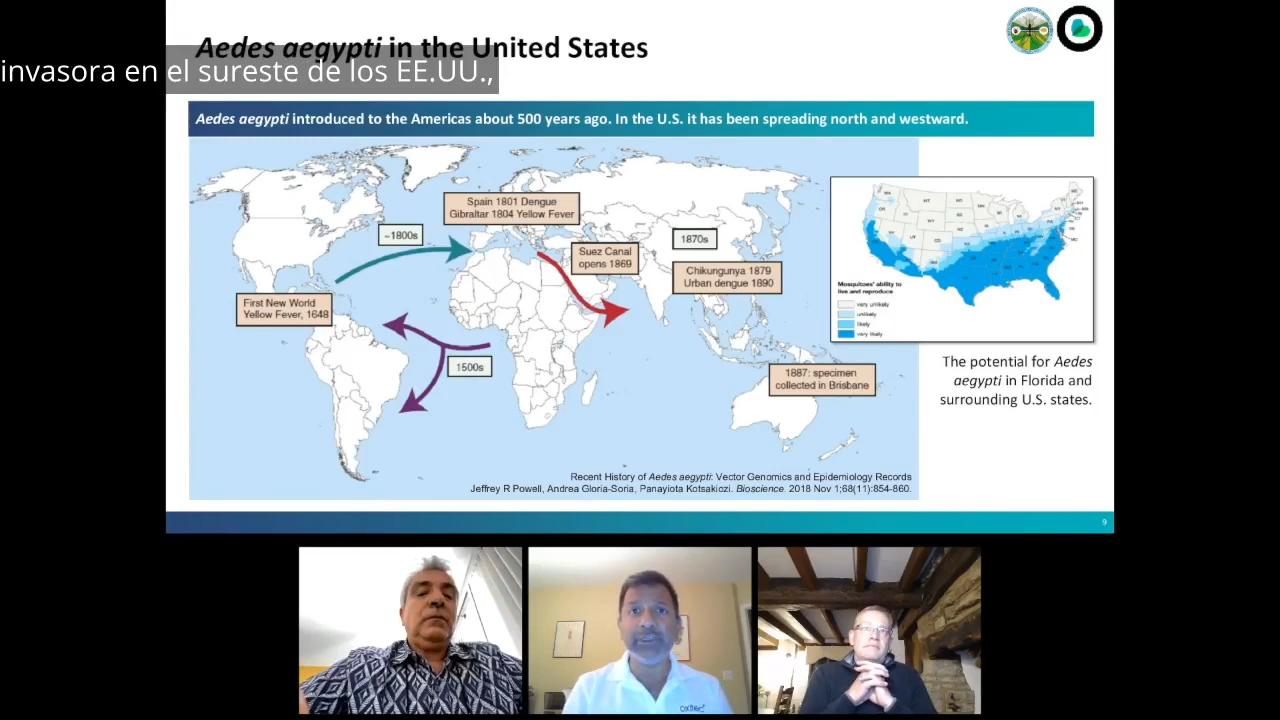 Aedes aegypti in the United States
invasora en el sureste de los EE.UU.,
Aedes aegypti introduced to the Americas about 500 years ago. In the U.S. it has been spreading north and westward.
Spain 1801 Dengue
Gibraltar 1804 Yellow Fever
~1800s
1870s
Suez Canal
opens 1869
Chikungunya 1879
Urban dengue 1890
First New World
Yellow Fever, 1648
1500s
1887: specimen
collected in Brisbane
Mosquitoes' ability to
live and reproduce
very unlikely
unlikely
likely
very likely
The potential for Aedes
aegypti in Florida and
surrounding U.S. states.
Recent History of Aedes aegypti: Vector Genomics and Epidemiology Records
Jeffrey R Powell, Andrea Gloria-Soria, Panayiota Kotsakiozi. Bioscience. 2018 Nov 1;68(11):854-860.
9
oxitec